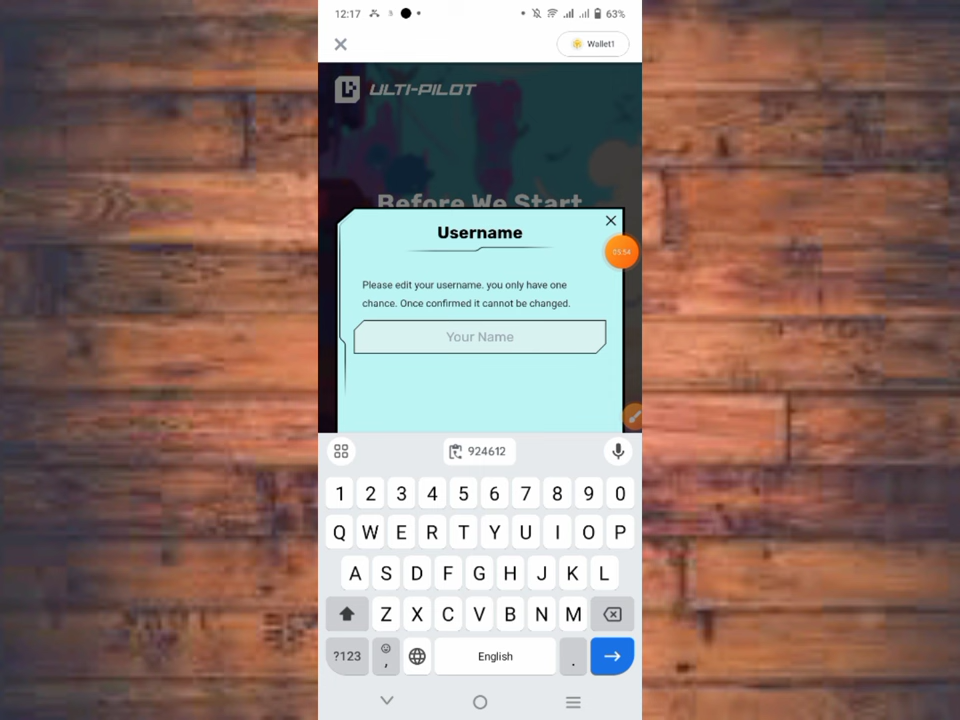 12:17
63%
Wallet1
ULTI-PILOT
Before We Start
Username
Please edit your username. you only have one
chance. Once confirmed it cannot be changed.
Your Name
924612
1 2 3 4 5 6 7 8 9 0
Q W E R T Y U I O P
A S D F G H J K L
Z X C V B N M
?123 , English .